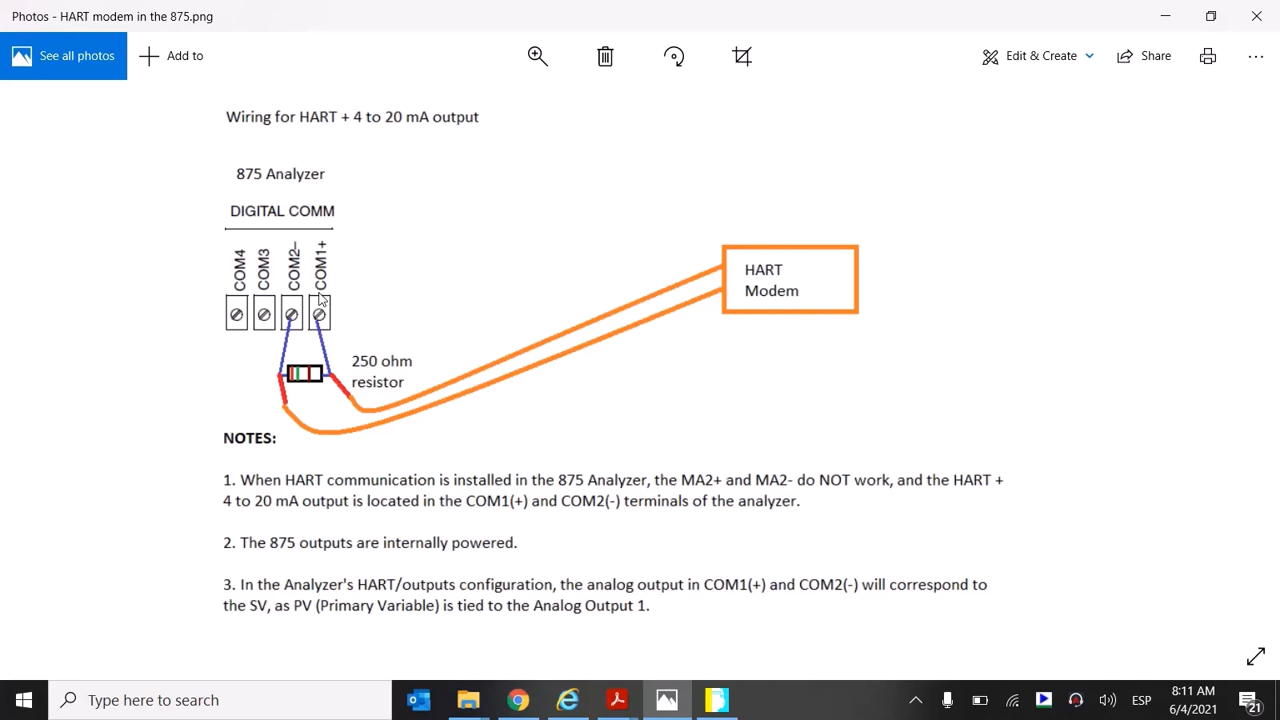 Photos - HART modem in the 875.png
See all photos
Add to
Edit & Create
Share
Wiring for HART + 4 to 20 mA output
875 Analyzer
DIGITAL COMM
COM4
COM3
COM2–
COM1+
HART
Modem
250 ohm
resistor
NOTES:
1. When HART communication is installed in the 875 Analyzer, the MA2+ and MA2- do NOT work, and the HART +
4 to 20 mA output is located in the COM1(+) and COM2(-) terminals of the analyzer.
2. The 875 outputs are internally powered.
3. In the Analyzer's HART/outputs configuration, the analog output in COM1(+) and COM2(-) will correspond to
the SV, as PV (Primary Variable) is tied to the Analog Output 1.
Type here to search
ESP
8:11 AM
6/4/2021
21